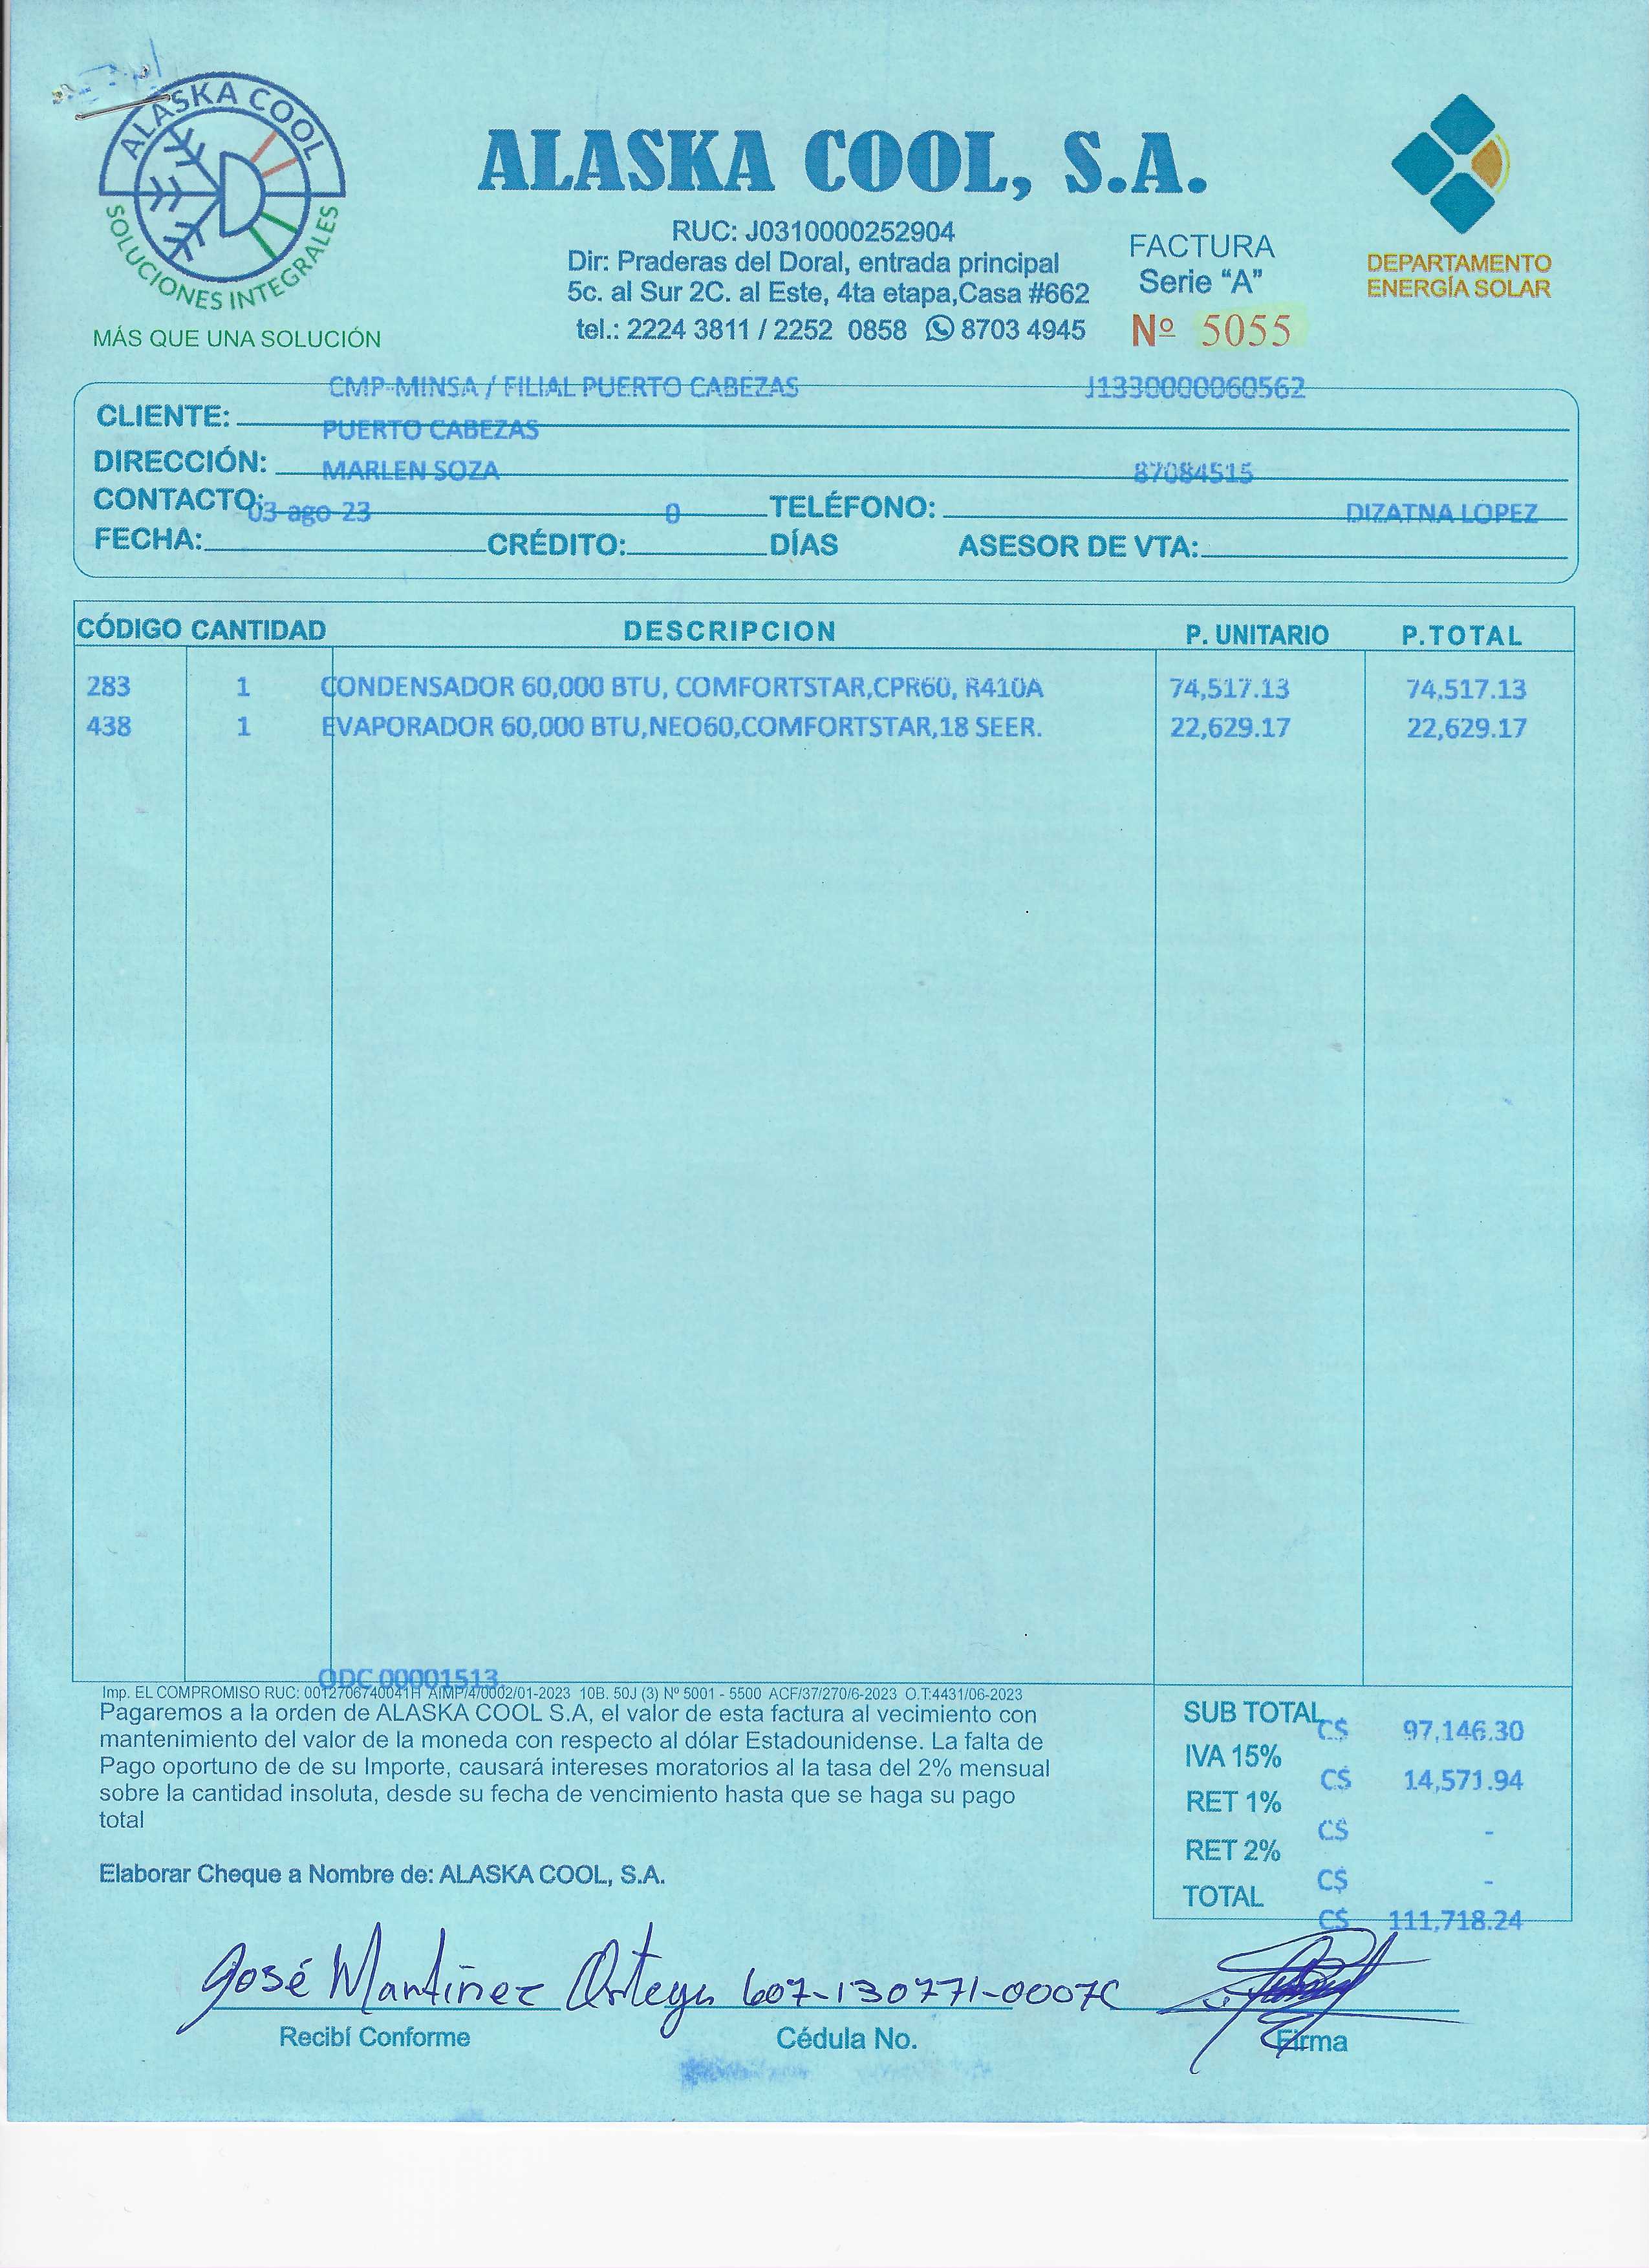 ALASKA COOL
SOLUCIONES INTEGRALES
MÁS QUE UNA SOLUCIÓN
ALASKA COOL, S.A.
RUC: J0310000252904
Dir: Praderas del Doral, entrada principal
5c. al Sur 2C. al Este, 4ta etapa,Casa #662
tel.: 2224 3811 / 2252 0858 8703 4945
FACTURA
Serie “A”
Nº 5055
DEPARTAMENTO
ENERGÍA SOLAR
CMP-MINSA / FILIAL PUERTO CABEZAS J1330000060562
CLIENTE:
PUERTO CABEZAS
DIRECCIÓN:
MARLEN SOZA 87084515
CONTACTO: TELÉFONO:
03-ago-23 0 DIZATNA LOPEZ
FECHA: CRÉDITO: DÍAS ASESOR DE VTA:
CÓDIGO CANTIDAD DESCRIPCION P. UNITARIO P.TOTAL
283 1 CONDENSADOR 60,000 BTU, COMFORTSTAR,CPR60, R410A 74,517.13 74,517.13
438 1 EVAPORADOR 60,000 BTU,NEO60,COMFORTSTAR,18 SEER. 22,629.17 22,629.17
ODC 00001513
Imp. EL COMPROMISO RUC: 0012706740041H AIMP/4/0002/01-2023 10B. 50J (3) Nº 5001 - 5500 ACF/37/270/6-2023 O.T:4431/06-2023
Pagaremos a la orden de ALASKA COOL S.A, el valor de esta factura al vecimiento con
mantenimiento del valor de la moneda con respecto al dólar Estadounidense. La falta de
Pago oportuno de de su Importe, causará intereses moratorios al la tasa del 2% mensual
sobre la cantidad insoluta, desde su fecha de vencimiento hasta que se haga su pago
total
Elaborar Cheque a Nombre de: ALASKA COOL, S.A.
SUB TOTAL C$ 97,146.30
IVA 15% C$ 14,571.94
RET 1% C$ -
RET 2% C$ -
TOTAL C$ 111,718.24
José Martinez Ortega 607-130771-0007C
Recibí Conforme Cédula No. Firma